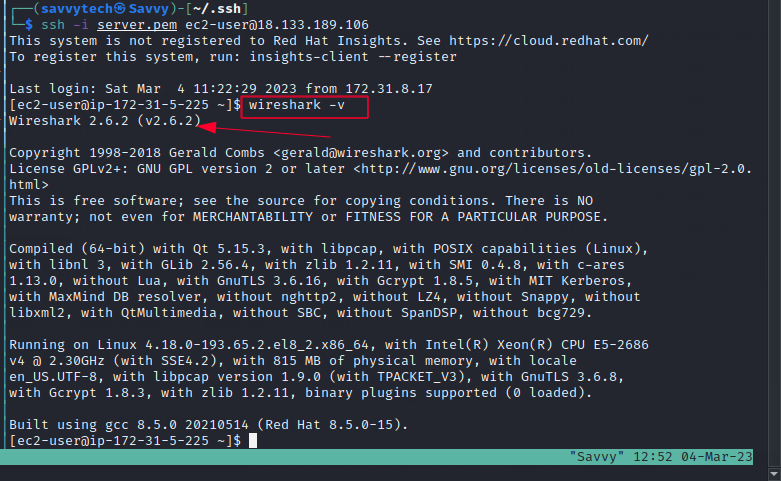 ┌──(savvytech㉿Savvy)-[~/.ssh]
└─$ ssh -i server.pem ec2-user@18.133.189.106
This system is not registered to Red Hat Insights. See https://cloud.redhat.com/
To register this system, run: insights-client --register
Last login: Sat Mar  4 11:22:29 2023 from 172.31.8.17
[ec2-user@ip-172-31-5-225 ~]$ wireshark -v
Wireshark 2.6.2 (v2.6.2)
Copyright 1998-2018 Gerald Combs <gerald@wireshark.org> and contributors.
License GPLv2+: GNU GPL version 2 or later <http://www.gnu.org/licenses/old-licenses/gpl-2.0.
html>
This is free software; see the source for copying conditions. There is NO
warranty; not even for MERCHANTABILITY or FITNESS FOR A PARTICULAR PURPOSE.
Compiled (64-bit) with Qt 5.15.3, with libpcap, with POSIX capabilities (Linux),
with libnl 3, with GLib 2.56.4, with zlib 1.2.11, with SMI 0.4.8, with c-ares
1.13.0, without Lua, with GnuTLS 3.6.16, with Gcrypt 1.8.5, with MIT Kerberos,
with MaxMind DB resolver, without nghttp2, without LZ4, without Snappy, without
libxml2, with QtMultimedia, without SBC, without SpanDSP, without bcg729.
Running on Linux 4.18.0-193.65.2.el8_2.x86_64, with Intel(R) Xeon(R) CPU E5-2686
v4 @ 2.30GHz (with SSE4.2), with 815 MB of physical memory, with locale
en_US.UTF-8, with libpcap version 1.9.0 (with TPACKET_V3), with GnuTLS 3.6.8,
with Gcrypt 1.8.3, with zlib 1.2.11, binary plugins supported (0 loaded).
Built using gcc 8.5.0 20210514 (Red Hat 8.5.0-15).
[ec2-user@ip-172-31-5-225 ~]$
"Savvy" 12:52 04-Mar-23